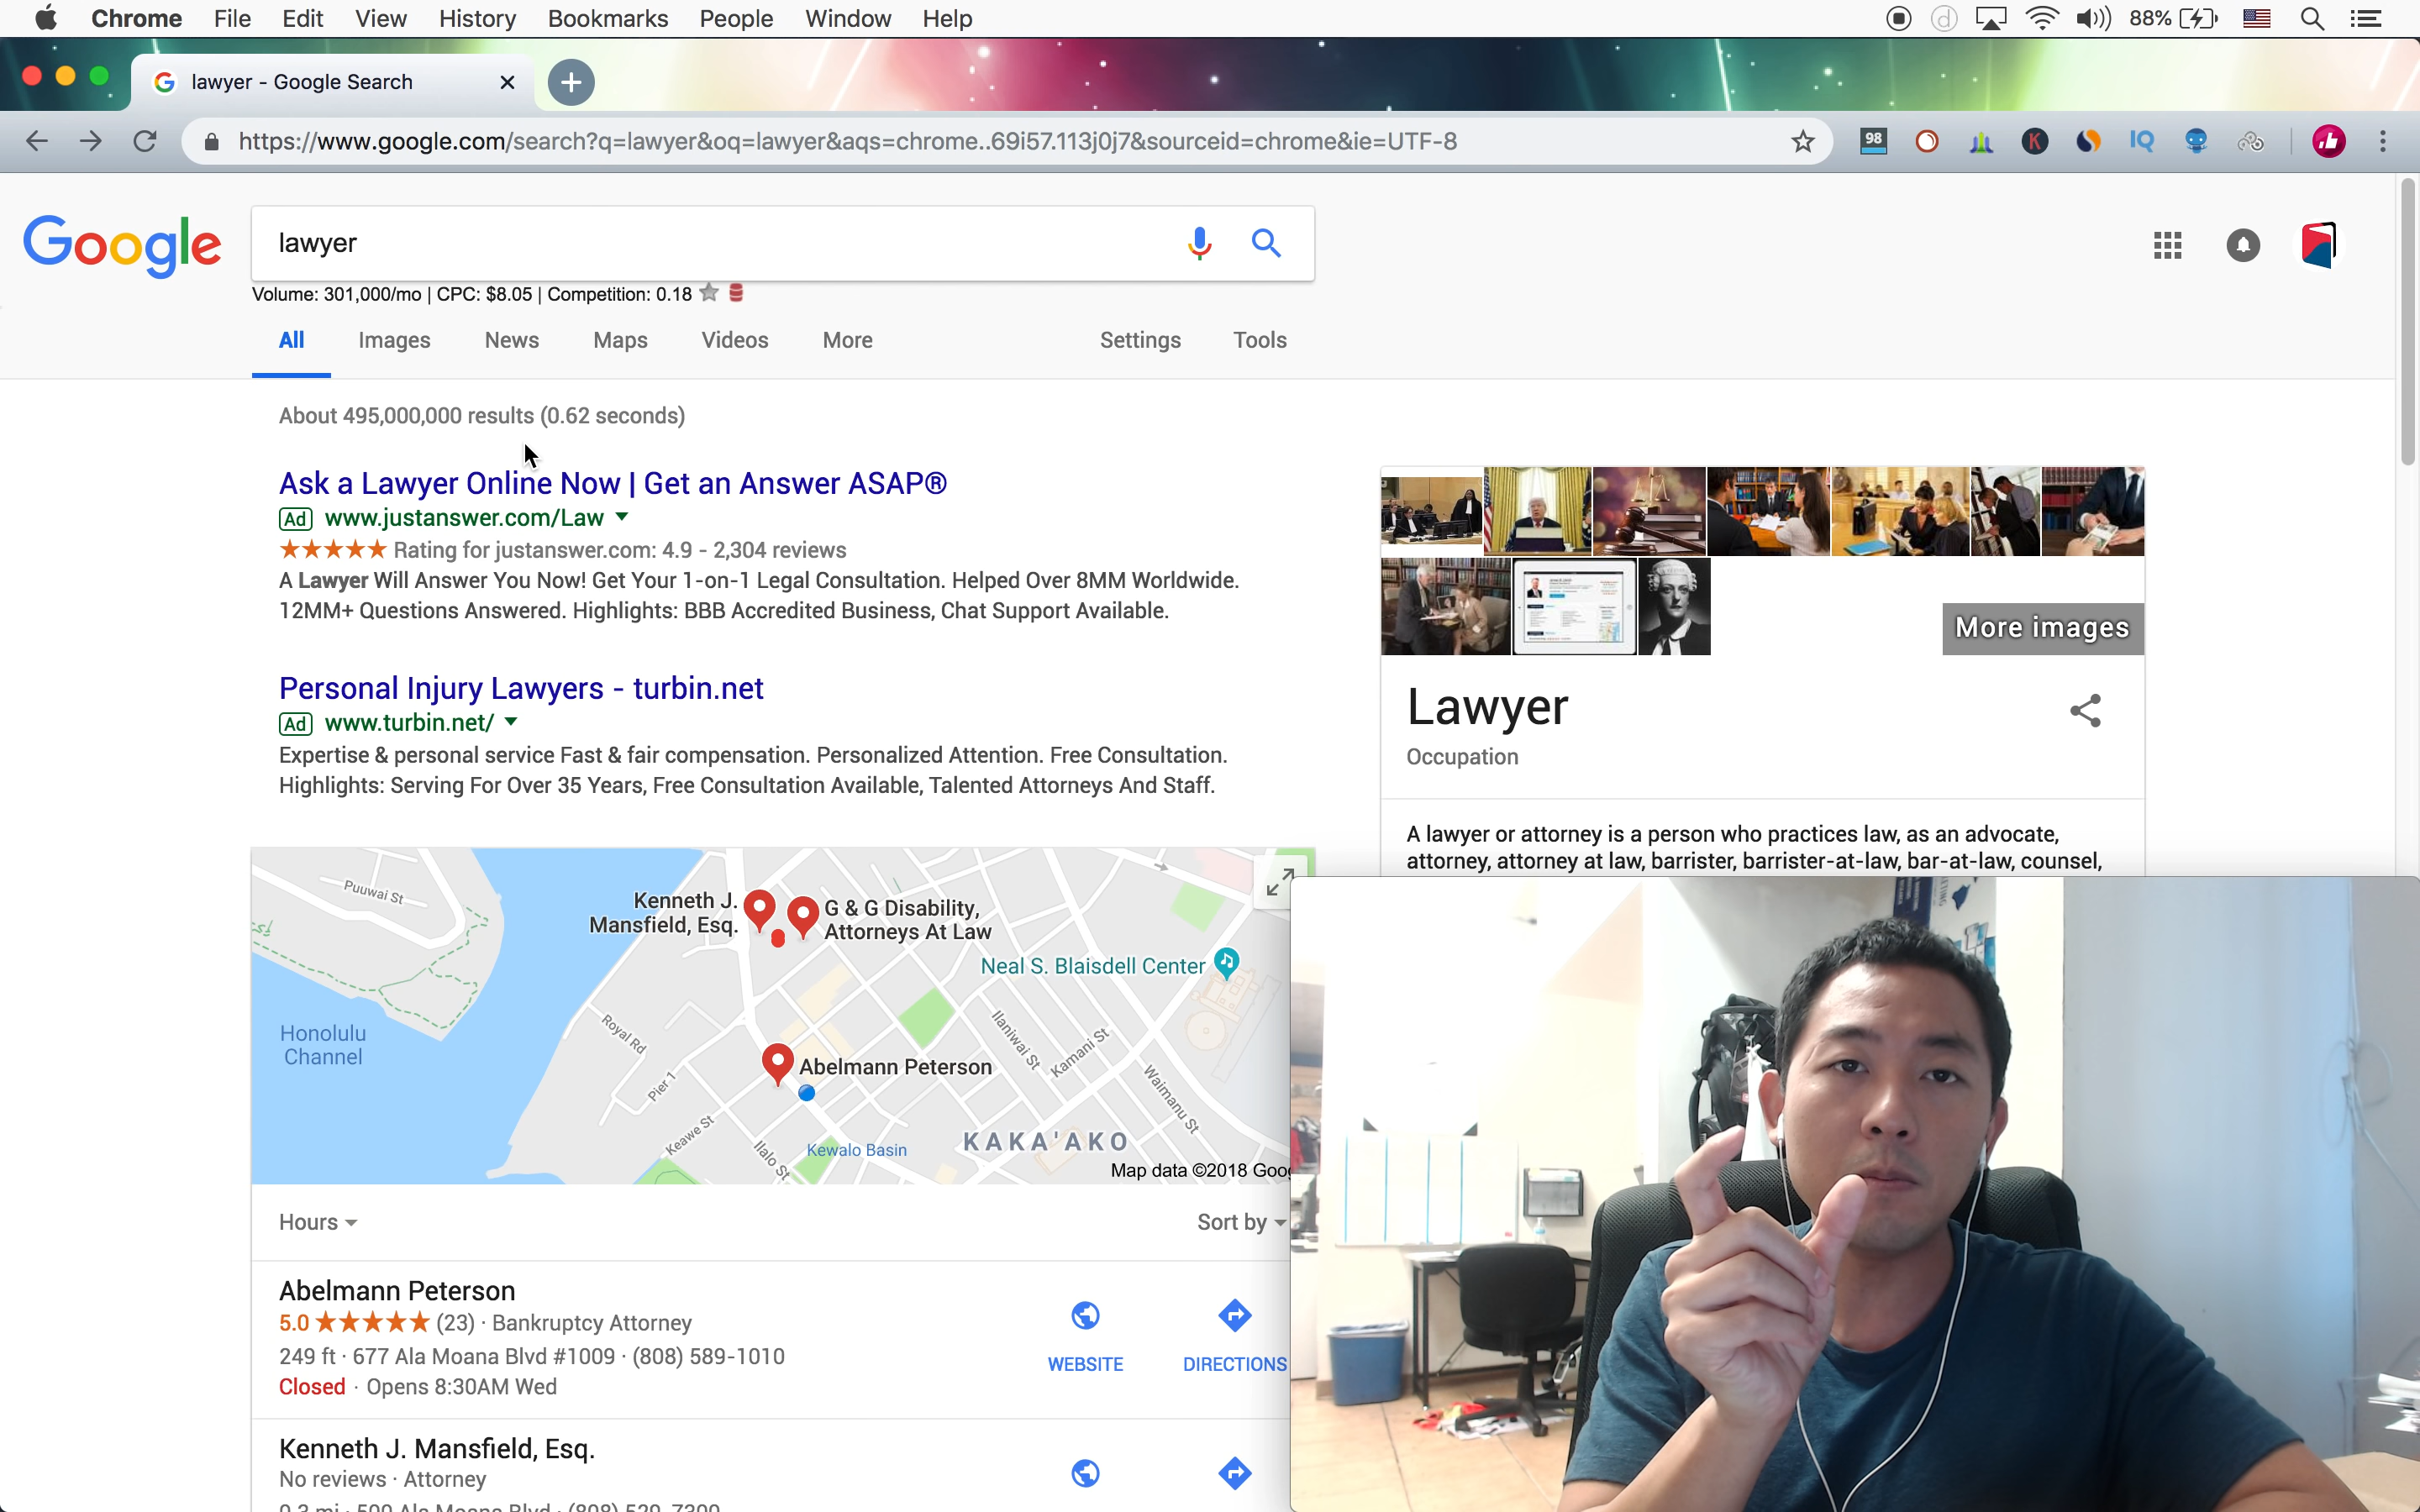 Chrome File Edit View History Bookmarks People Window Help
88%
lawyer - Google Search
https://www.google.com/search?q=lawyer&oq=lawyer&aqs=chrome..69i57.113j0j7&sourceid=chrome&ie=UTF-8
98
K
IQ
Google
lawyer
Volume: 301,000/mo | CPC: $8.05 | Competition: 0.18
All Images News Maps Videos More Settings Tools
About 495,000,000 results (0.62 seconds)
Ask a Lawyer Online Now | Get an Answer ASAP®
Ad www.justanswer.com/Law
Rating for justanswer.com: 4.9 - 2,304 reviews
A Lawyer Will Answer You Now! Get Your 1-on-1 Legal Consultation. Helped Over 8MM Worldwide.
12MM+ Questions Answered. Highlights: BBB Accredited Business, Chat Support Available.
Personal Injury Lawyers - turbin.net
Ad www.turbin.net/
Expertise & personal service Fast & fair compensation. Personalized Attention. Free Consultation.
Highlights: Serving For Over 35 Years, Free Consultation Available, Talented Attorneys And Staff.
More images
Lawyer
Occupation
A lawyer or attorney is a person who practices law, as an advocate,
attorney, attorney at law, barrister, barrister-at-law, bar-at-law, counsel,
Puuwai St
Kenneth J.
Mansfield, Esq.
G & G Disability,
Attorneys At Law
Neal S. Blaisdell Center
Honolulu
Channel
Royal Rd
Ilaniwai St
Kamani St
Abelmann Peterson
Pier 1
Waimanu St
Keawe St
Ilalo St
Kewalo Basin
KAKA'AKO
Map data ©2018 Goo
Hours
Sort by
Abelmann Peterson
5.0 (23) · Bankruptcy Attorney
249 ft · 677 Ala Moana Blvd #1009 · (808) 589-1010
Closed · Opens 8:30AM Wed
WEBSITE
DIRECTIONS
Kenneth J. Mansfield, Esq.
No reviews · Attorney
0.3 mi · 500 Ala Moana Blvd · (808) 529-7300